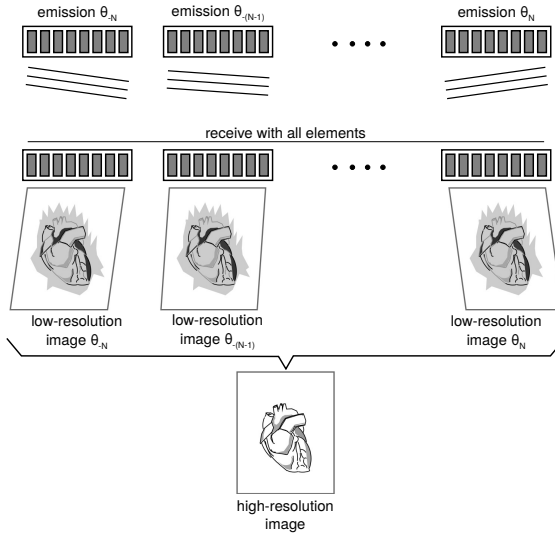 emission θ-N emission θ-(N-1) emission θN
receive with all elements
low-resolution low-resolution low-resolution
image θ-N image θ-(N-1) image θN
high-resolution
image